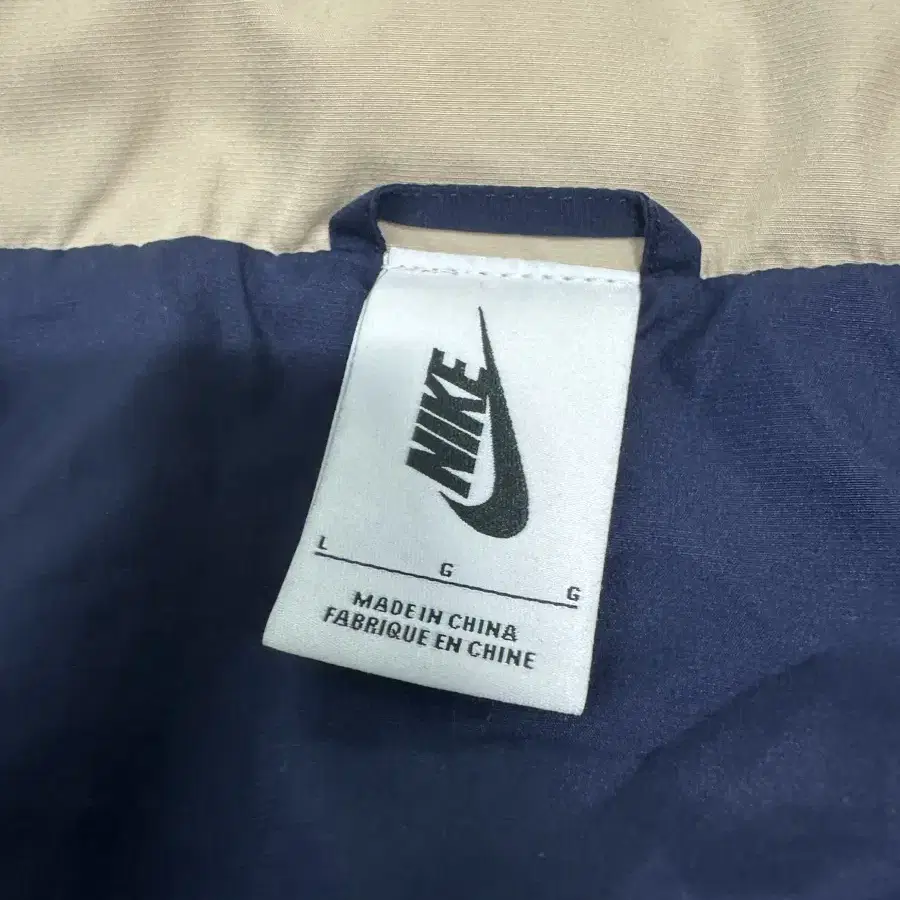 NIKE
L G G
MADE IN CHINA
FABRIQUE EN CHINE